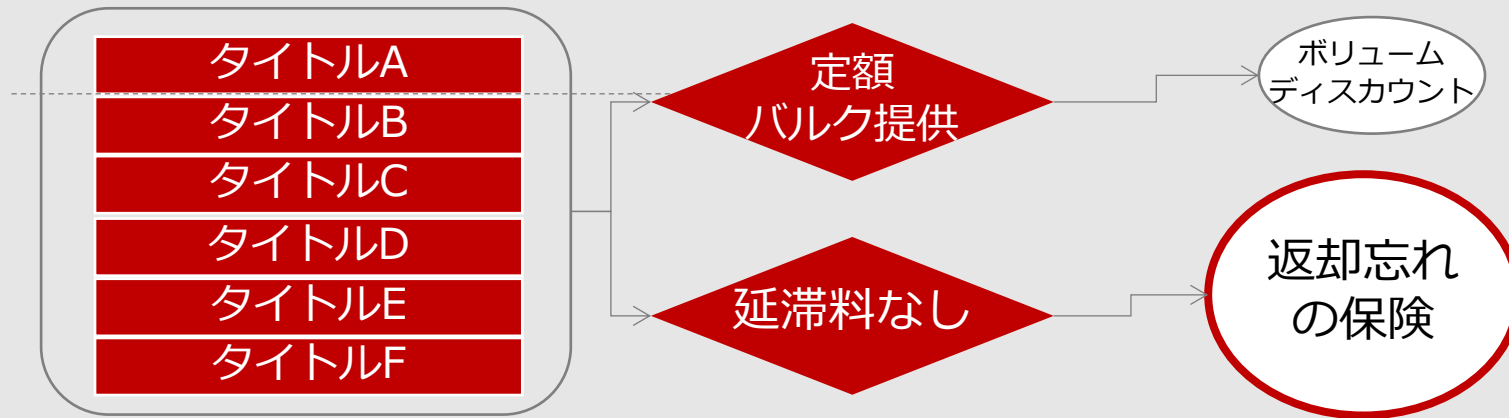 タイトルA
タイトルB
タイトルC
タイトルD
タイトルE
タイトルF
定額
バルク提供
延滞料なし
ボリューム
ディスカウント
返却忘れ
の保険